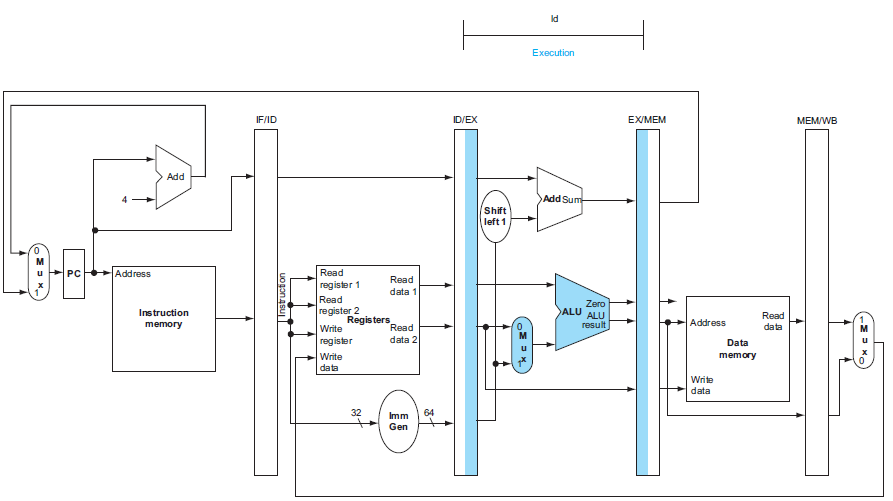 Id
Execution
IF/ID
ID/EX
EX/MEM
MEM/WB
Add
4
Shift
left 1
Add Sum
0
M
u
x
1
PC
Address
Instruction
memory
Instruction
Read
register 1
Read
register 2
Write
register
Write
data
Registers
Read
data 1
Read
data 2
32
Imm
Gen
64
0
M
u
x
1
ALU
Zero
ALU
result
Address
Write
data
Data
memory
Read
data
1
M
u
x
0